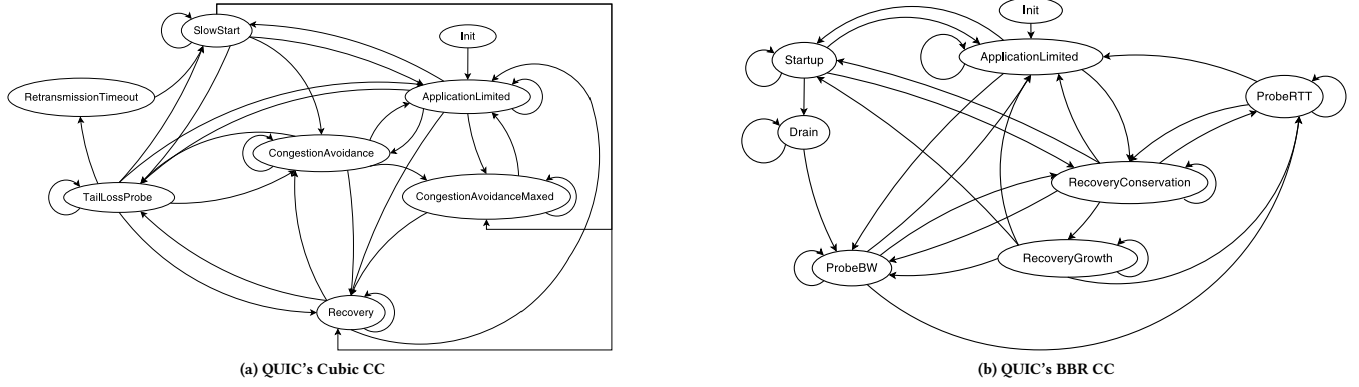 SlowStart
Init
RetransmissionTimeout
ApplicationLimited
CongestionAvoidance
TailLossProbe
CongestionAvoidanceMaxed
Recovery
(a) QUIC's Cubic CC
Init
Startup
ApplicationLimited
ProbeRTT
Drain
RecoveryConservation
ProbeBW
RecoveryGrowth
(b) QUIC's BBR CC